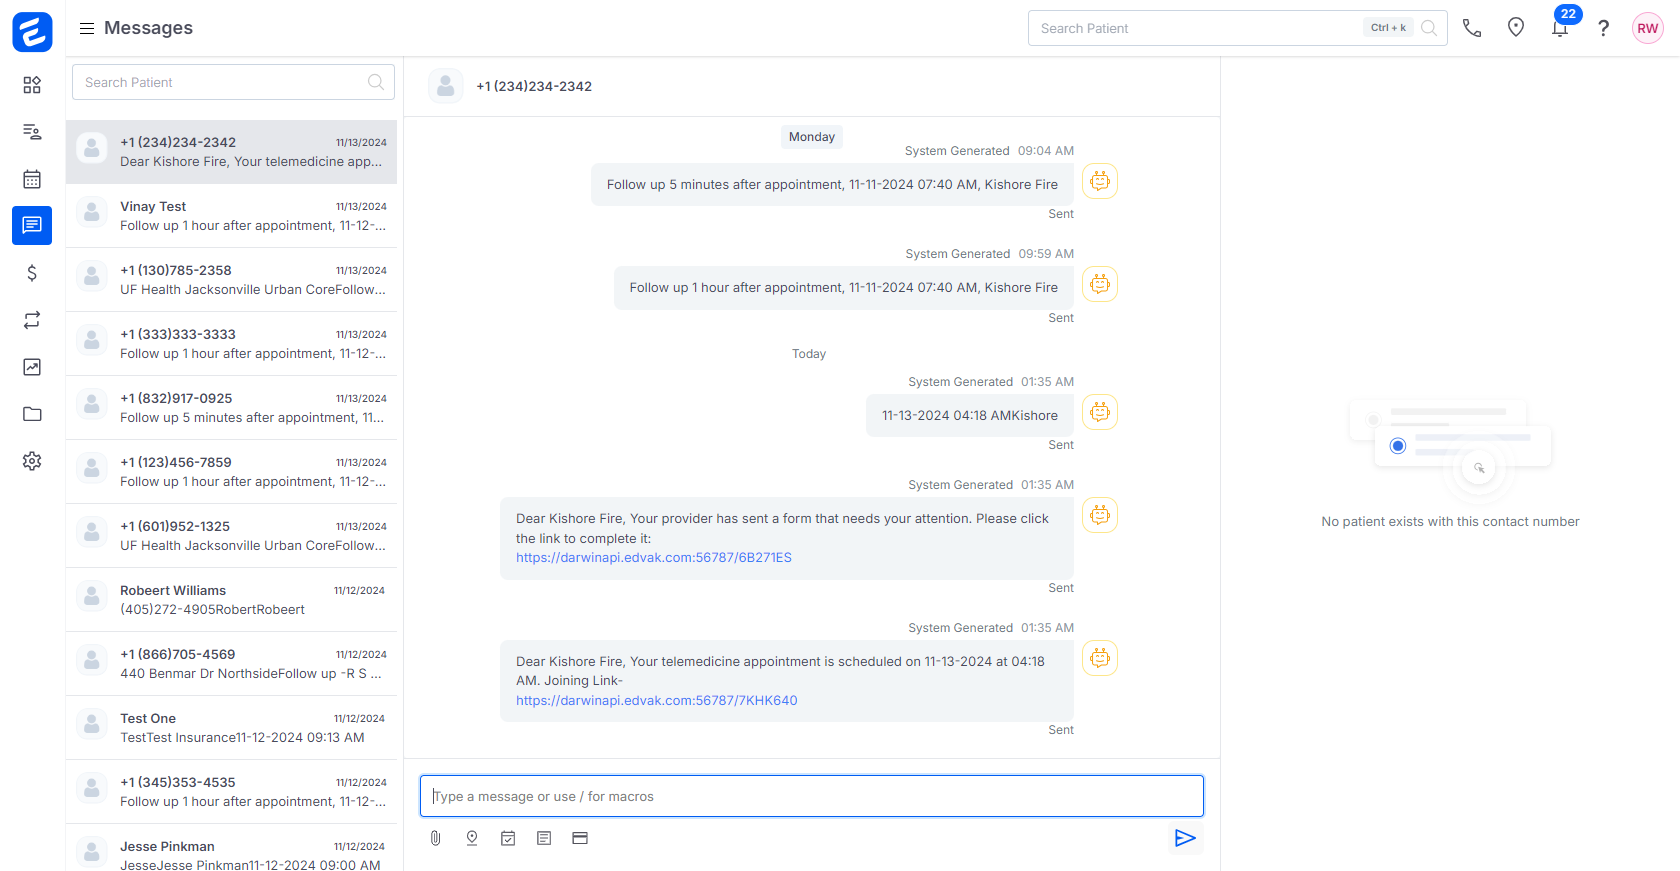 Messages
Search Patient
Ctrl + k
22
?
RW
Search Patient
+1 (234)234-2342
11/13/2024
Dear Kishore Fire, Your telemedicine app...
Vinay Test
11/13/2024
Follow up 1 hour after appointment, 11-12-...
+1 (130)785-2358
11/13/2024
UF Health Jacksonville Urban CoreFollow...
+1 (333)333-3333
11/13/2024
Follow up 1 hour after appointment, 11-12-...
+1 (832)917-0925
11/13/2024
Follow up 5 minutes after appointment, 11...
+1 (123)456-7859
11/13/2024
Follow up 1 hour after appointment, 11-12-...
+1 (601)952-1325
11/13/2024
UF Health Jacksonville Urban CoreFollow...
Robeert Williams
11/12/2024
(405)272-4905RobertRobeert
+1 (866)705-4569
11/12/2024
440 Benmar Dr NorthsideFollow up -R S ...
Test One
11/12/2024
TestTest Insurance11-12-2024 09:13 AM
+1 (345)353-4535
11/12/2024
Follow up 1 hour after appointment, 11-12-...
Jesse Pinkman
11/12/2024
JesseJesse Pinkman11-12-2024 09:00 AM
+1 (234)234-2342
Monday
System Generated 09:04 AM
Follow up 5 minutes after appointment, 11-11-2024 07:40 AM, Kishore Fire
Sent
System Generated 09:59 AM
Follow up 1 hour after appointment, 11-11-2024 07:40 AM, Kishore Fire
Sent
Today
System Generated 01:35 AM
11-13-2024 04:18 AMKishore
Sent
System Generated 01:35 AM
Dear Kishore Fire, Your provider has sent a form that needs your attention. Please click
the link to complete it:
https://darwinapi.edvak.com:56787/6B271ES
Sent
System Generated 01:35 AM
Dear Kishore Fire, Your telemedicine appointment is scheduled on 11-13-2024 at 04:18
AM. Joining Link-
https://darwinapi.edvak.com:56787/7KHK640
Sent
Type a message or use / for macros
No patient exists with this contact number